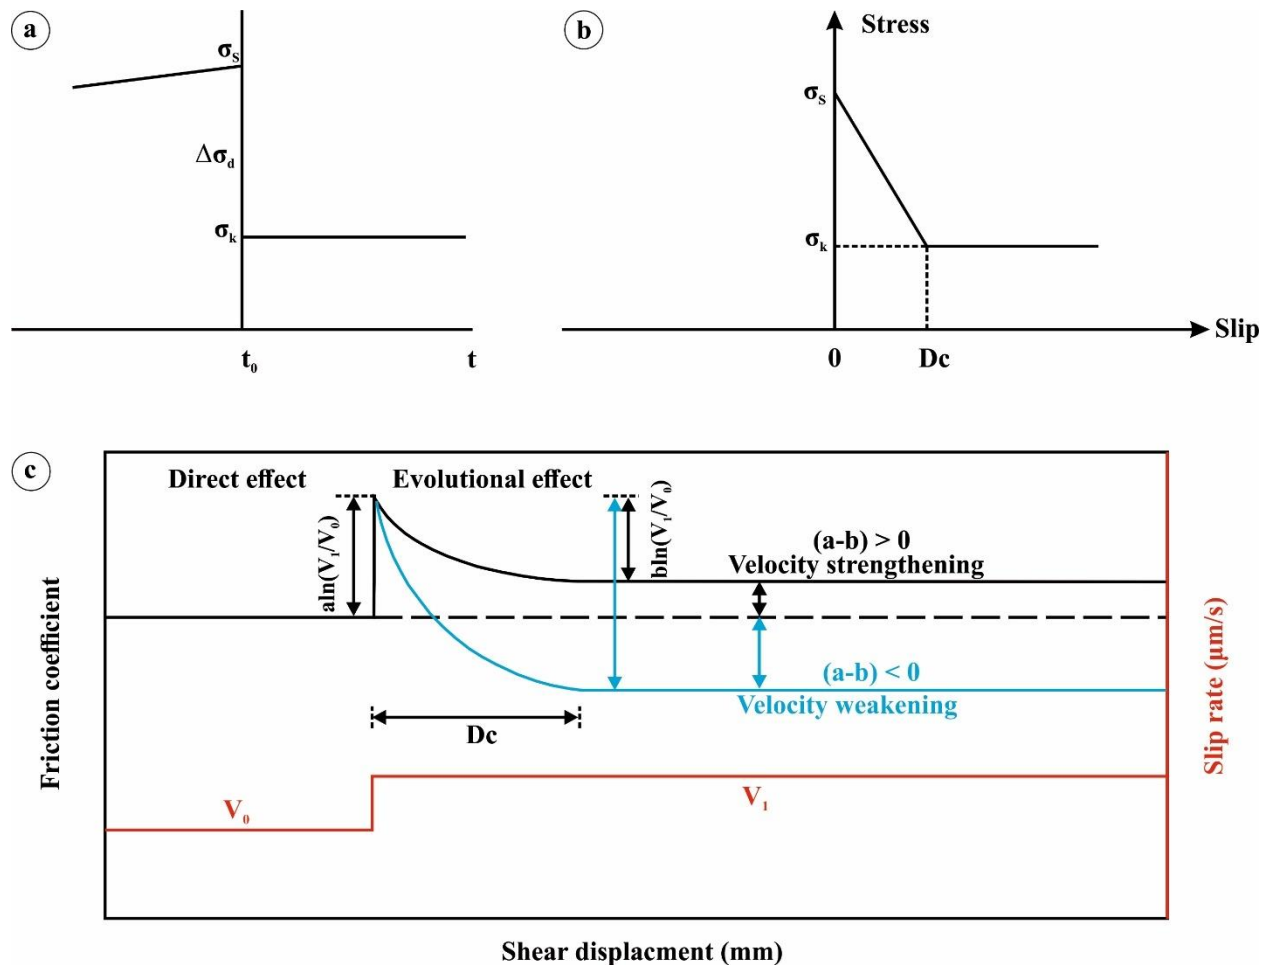 a
σs
Δσd
σk
t0
t
b
Stress
σs
σk
0
Dc
Slip
c
Direct effect
Evolutional effect
aln(V1/V0)
bln(V1/V0)
(a-b) > 0
Velocity strengthening
(a-b) < 0
Velocity weakening
Dc
V0
V1
Friction coefficient
Slip rate (μm/s)
Shear displacment (mm)